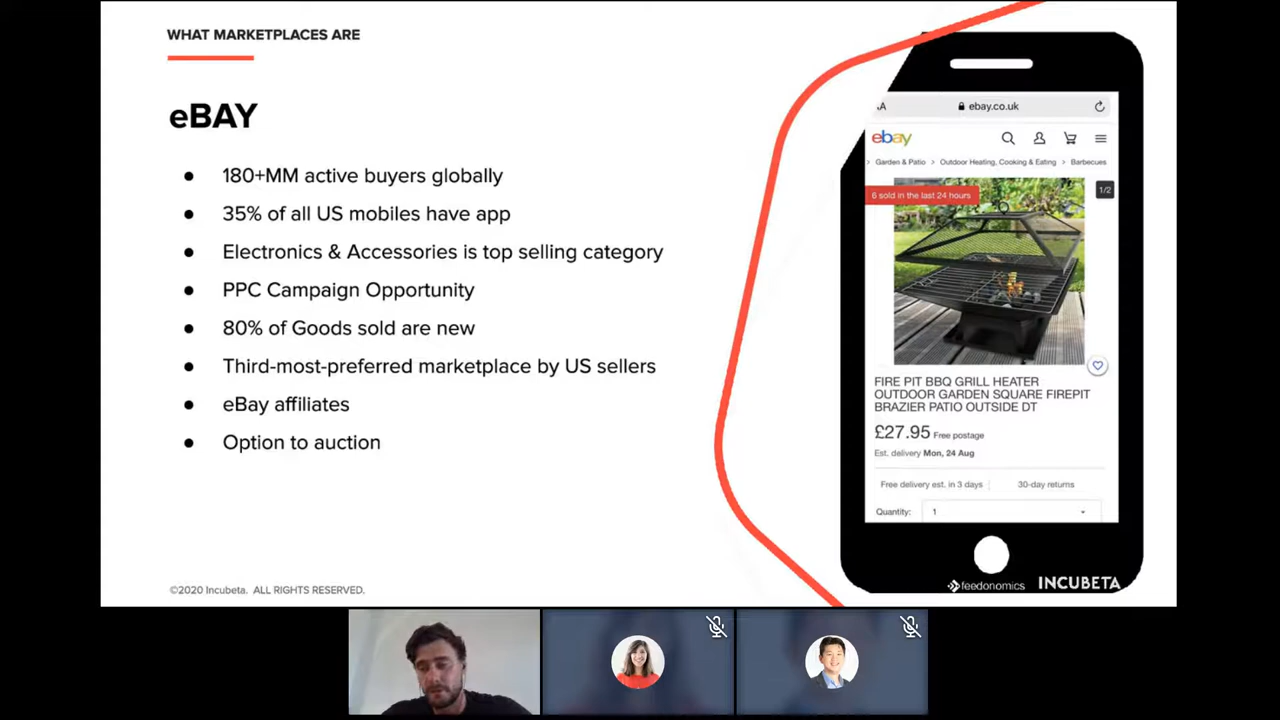 WHAT MARKETPLACES ARE
eBAY
● 180+MM active buyers globally
● 35% of all US mobiles have app
● Electronics & Accessories is top selling category
● PPC Campaign Opportunity
● 80% of Goods sold are new
● Third-most-preferred marketplace by US sellers
● eBay affiliates
● Option to auction
©2020 Incubeta. ALL RIGHTS RESERVED.
AA ebay.co.uk
ebay
> Garden & Patio > Outdoor Heating, Cooking & Eating > Barbecues
6 sold in the last 24 hours
1/2
FIRE PIT BBQ GRILL HEATER
OUTDOOR GARDEN SQUARE FIREPIT
BRAZIER PATIO OUTSIDE DT
£27.95 Free postage
Est. delivery Mon, 24 Aug
Free delivery est. in 3 days 30-day returns
Quantity: 1
feedonomics INCUBETA